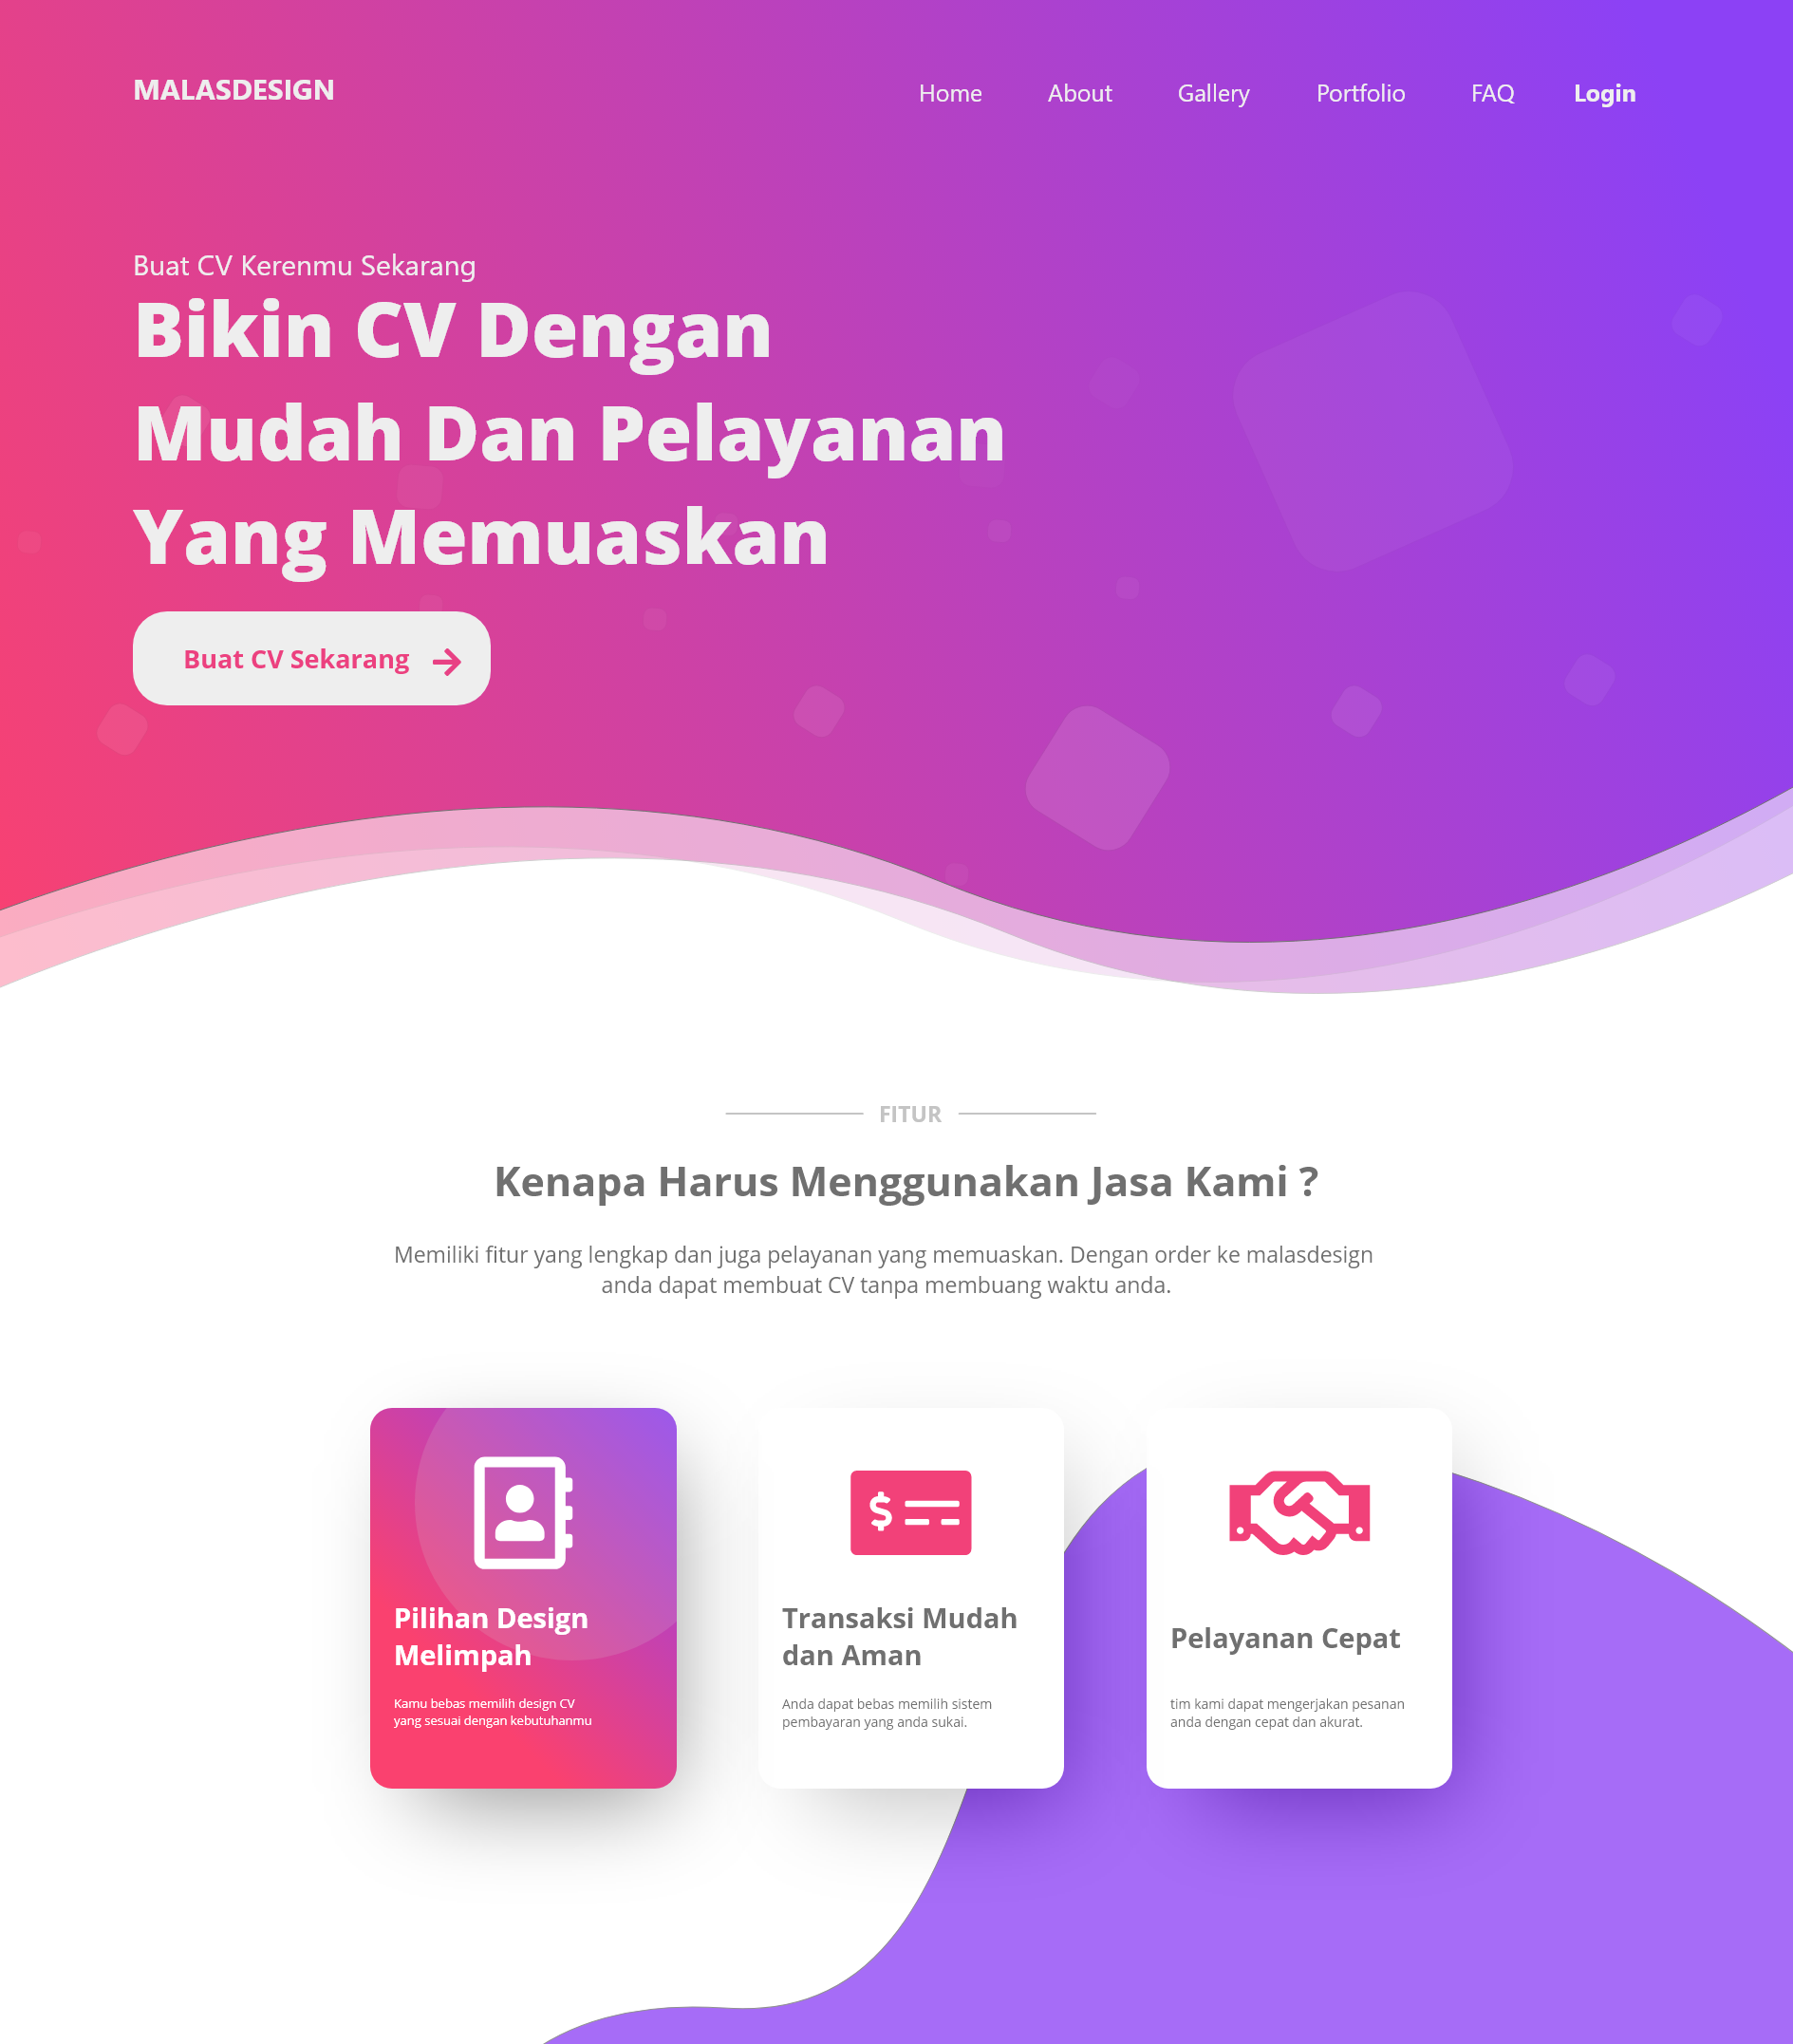 MALASDESIGN
Home About Gallery Portfolio FAQ Login
Buat CV Kerenmu Sekarang
Bikin CV Dengan
Mudah Dan Pelayanan
Yang Memuaskan
Buat CV Sekarang
FITUR
Kenapa Harus Menggunakan Jasa Kami ?
Memiliki fitur yang lengkap dan juga pelayanan yang memuaskan. Dengan order ke malasdesign
anda dapat membuat CV tanpa membuang waktu anda.
Pilihan Design
Melimpah
Kamu bebas memilih design CV
yang sesuai dengan kebutuhanmu
$
Transaksi Mudah
dan Aman
Anda dapat bebas memilih sistem
pembayaran yang anda sukai.
Pelayanan Cepat
tim kami dapat mengerjakan pesanan
anda dengan cepat dan akurat.